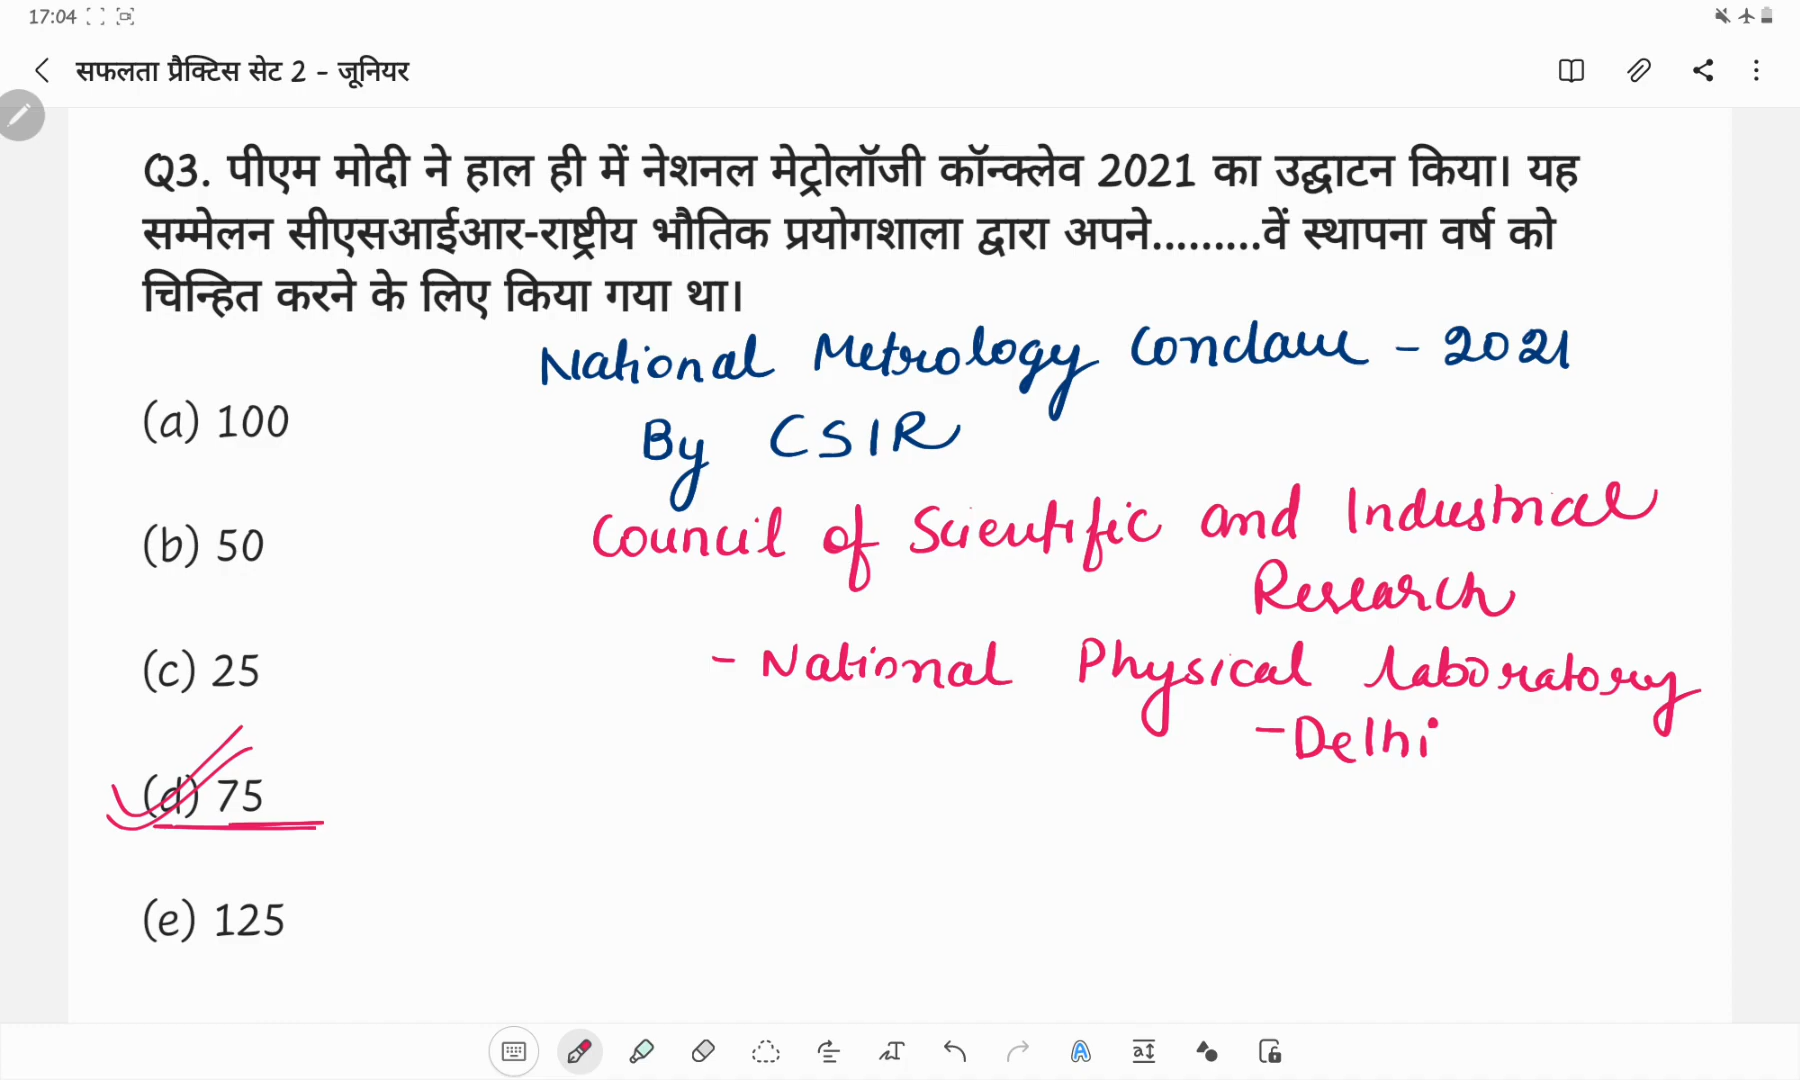 17:04
सफलता प्रैक्टिस सेट 2 - जूनियर
Q3. पीएम मोदी ने हाल ही में नेशनल मेट्रोलॉजी कॉन्क्लेव 2021 का उद्घाटन किया। यह
सम्मेलन सीएसआईआर-राष्ट्रीय भौतिक प्रयोगशाला द्वारा अपने.........वें स्थापना वर्ष को
चिन्हित करने के लिए किया गया था।
National Metrology Conclave - 2021
(a) 100
By CSIR
Council of Scientific and Industrial
(b) 50
Research
(c) 25
- National Physical Laboratory
- Delhi
(d) 75
(e) 125